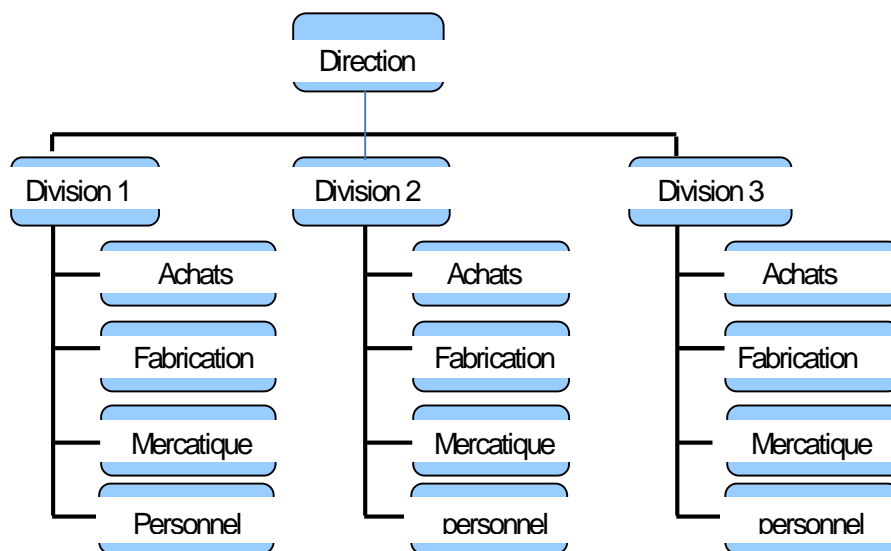 Direction
Division 1
Division 2
Division 3
Achats
Achats
Achats
Fabrication
Fabrication
Fabrication
Mercatique
Mercatique
Mercatique
Personnel
personnel
personnel